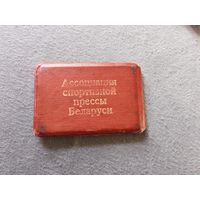 Ассоциация
спортивной
прессы
Беларуси